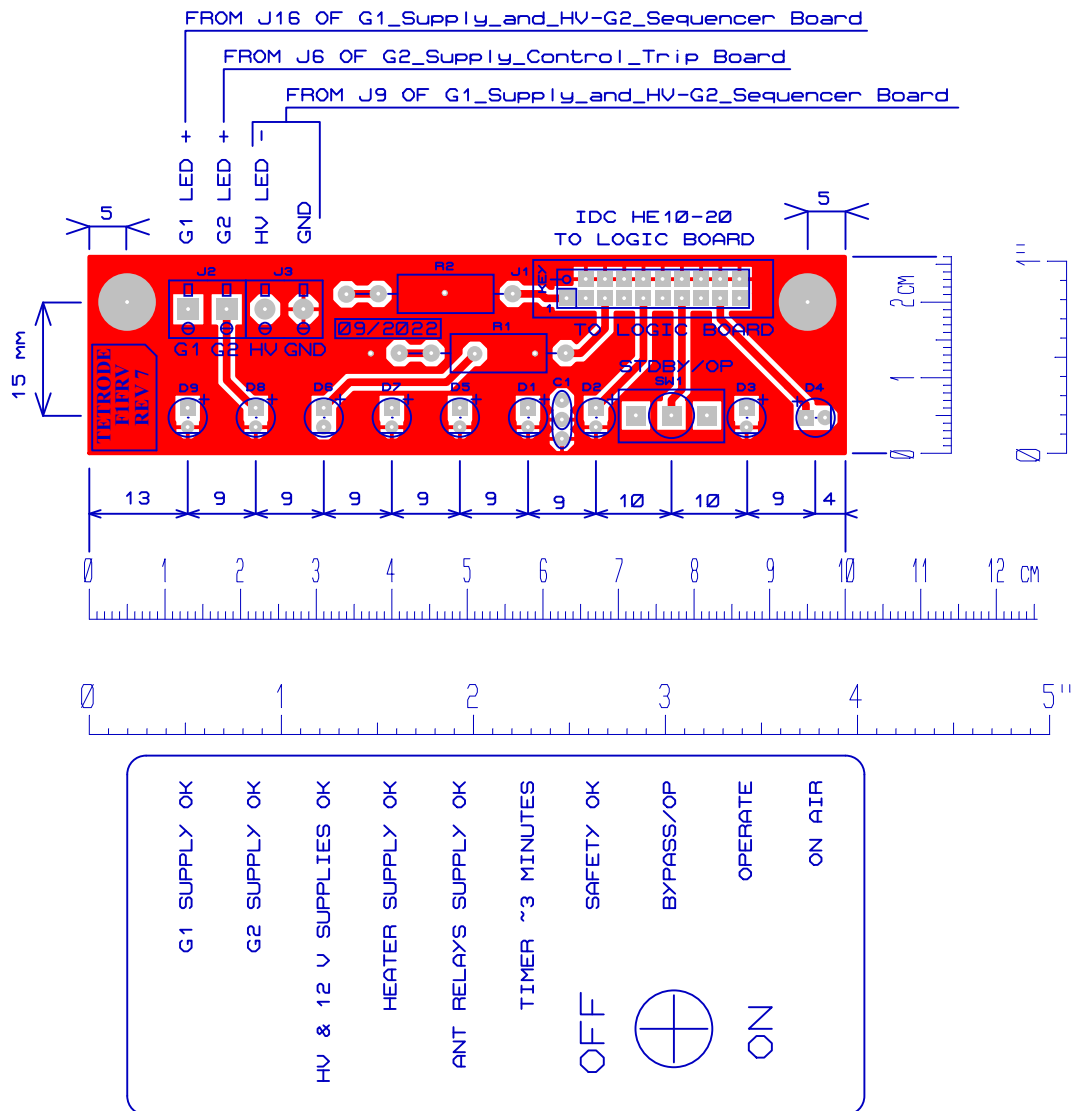 FROM J16 OF G1_Supply_and_HV-G2_Sequencer Board
FROM J6 OF G2_Supply_Control_Trip Board
FROM J9 OF G1_Supply_and_HV-G2_Sequencer Board
G1 LED +
G2 LED +
HV LED -
GND
5
5
IDC HE10-20
TO LOGIC BOARD
15 MM
J2
J3
R2
J1
KEY
1
G1 G2 HV GND
09/2022
R1
TO LOGIC BOARD
STDBY/OP
TETRODE
F1FRV
REV 7
D9 + D8 + D6 + D7 + D5 + D1 + C1 D2 + SW1 D3 + + D4
2 CM
1
0
1"
0
13 9 9 9 9 9 9 10 10 9 4
0 1 2 3 4 5 6 7 8 9 10 11 12 CM
0 1 2 3 4 5"
G1 SUPPLY OK
G2 SUPPLY OK
HV & 12 V SUPPLIES OK
HEATER SUPPLY OK
ANT RELAYS SUPPLY OK
TIMER ~3 MINUTES
SAFETY OK
BYPASS/OP
OPERATE
ON AIR
OFF
ON